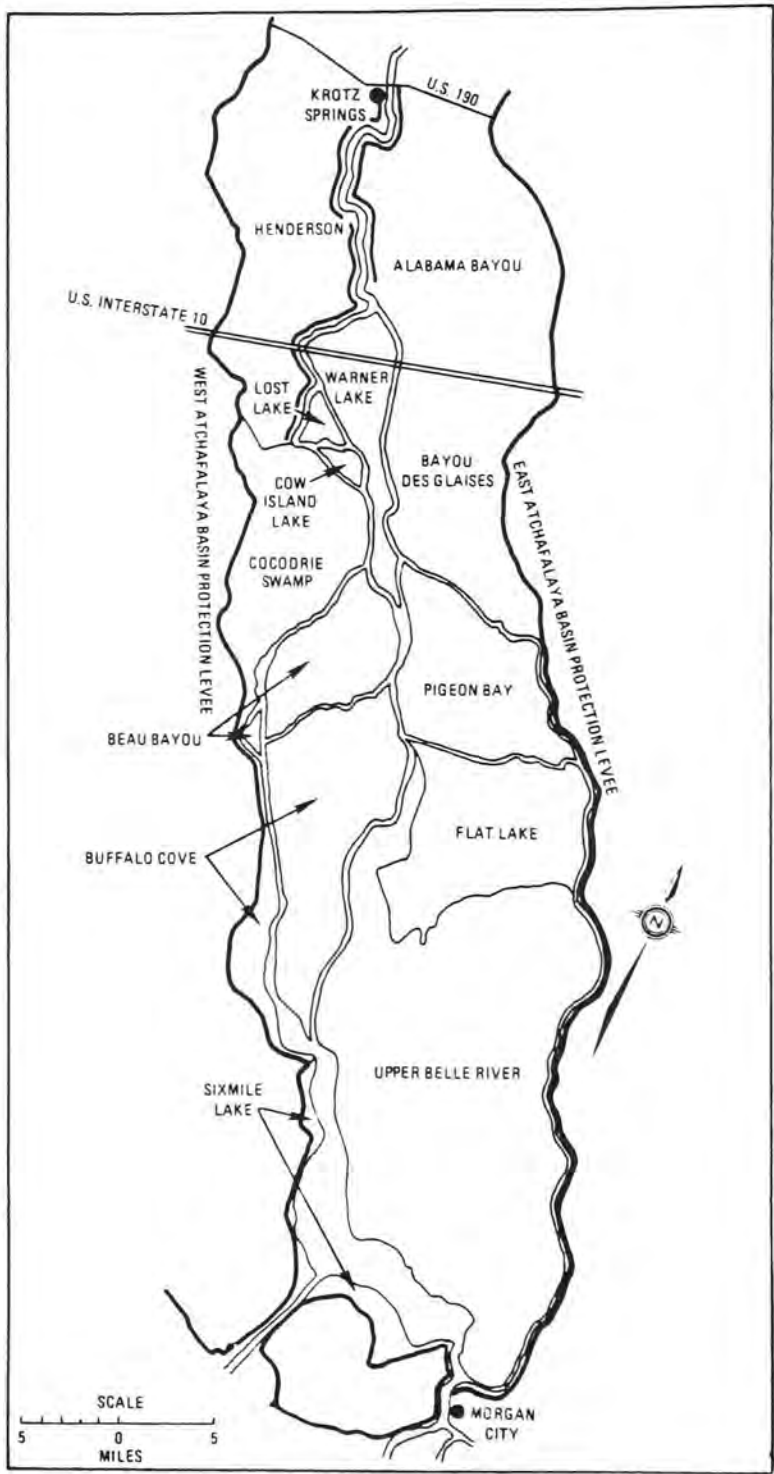 U.S. 190
KROTZ
SPRINGS
HENDERSON
ALABAMA BAYOU
U.S. INTERSTATE 10
WARNER
LAKE
LOST
LAKE
WEST ATCHAFALAYA BASIN PROTECTION LEVEE
BAYOU
DES GLAISES
EAST ATCHAFALAYA BASIN PROTECTION LEVEE
COW
ISLAND
LAKE
COCODRIE
SWAMP
PIGEON BAY
BEAU BAYOU
FLAT LAKE
BUFFALO COVE
N
UPPER BELLE RIVER
SIXMILE
LAKE
SCALE
5 0 5
MILES
MORGAN
CITY